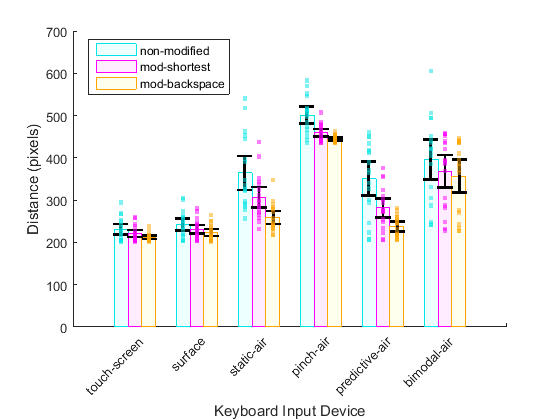 700
600
500
400
300
200
100
0
Distance (pixels)
non-modified
mod-shortest
mod-backspace
touch-screen
surface
static-air
pinch-air
predictive-air
bimodal-air
Keyboard Input Device